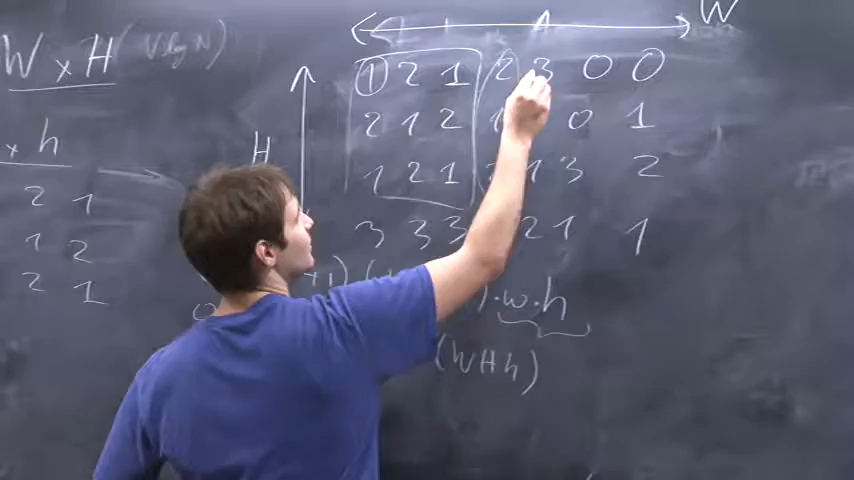 W
W x H
① 2 1 2 3 0 0
2 1 2 1 0 1
H
x h
1 2 1 1 3 2
2 1
3 3 3 2 1 1
1 2
2 1
+1)
) · w · h
(W H h)